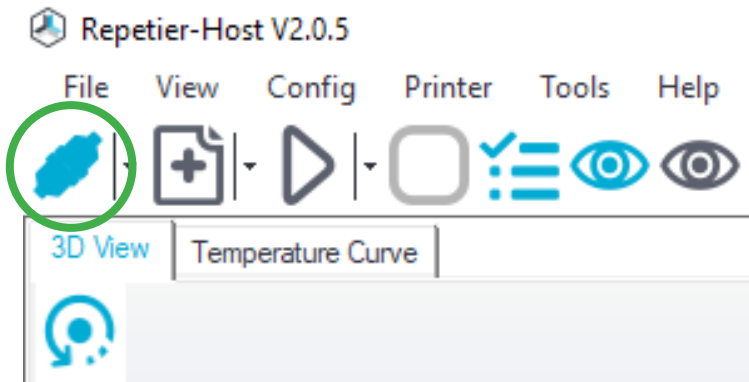 Repetier-Host V2.0.5
File View Config Printer Tools Help
3D View Temperature Curve